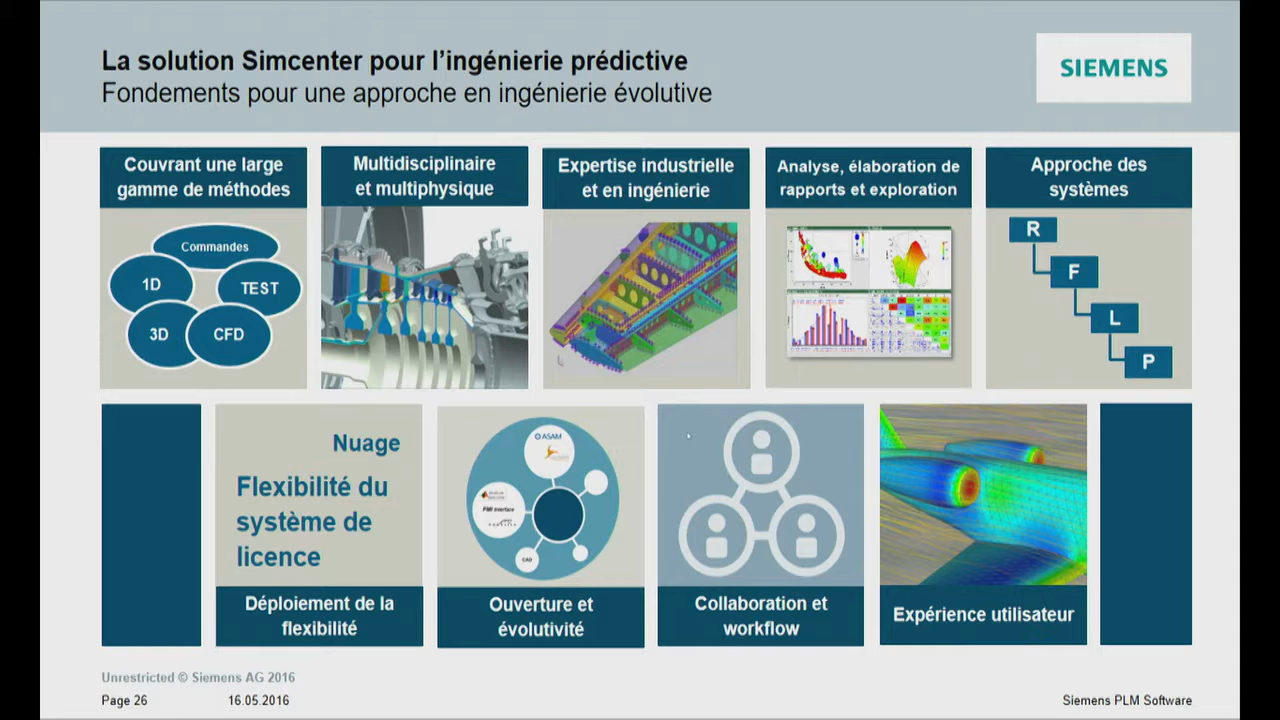 La solution Simcenter pour l'ingénierie prédictive
Fondements pour une approche en ingénierie évolutive
SIEMENS
Couvrant une large
gamme de méthodes
Commandes
1D
TEST
3D
CFD
Multidisciplinaire
et multiphysique
Expertise industrielle
et en ingénierie
Analyse, élaboration de
rapports et exploration
Approche des
systèmes
R
F
L
P
Nuage
Flexibilité du
système de
licence
Déploiement de la
flexibilité
ASAM
FMI Interface
CAD
Ouverture et
évolutivité
Collaboration et
workflow
Expérience utilisateur
Unrestricted © Siemens AG 2016
Page 26
16.05.2016
Siemens PLM Software